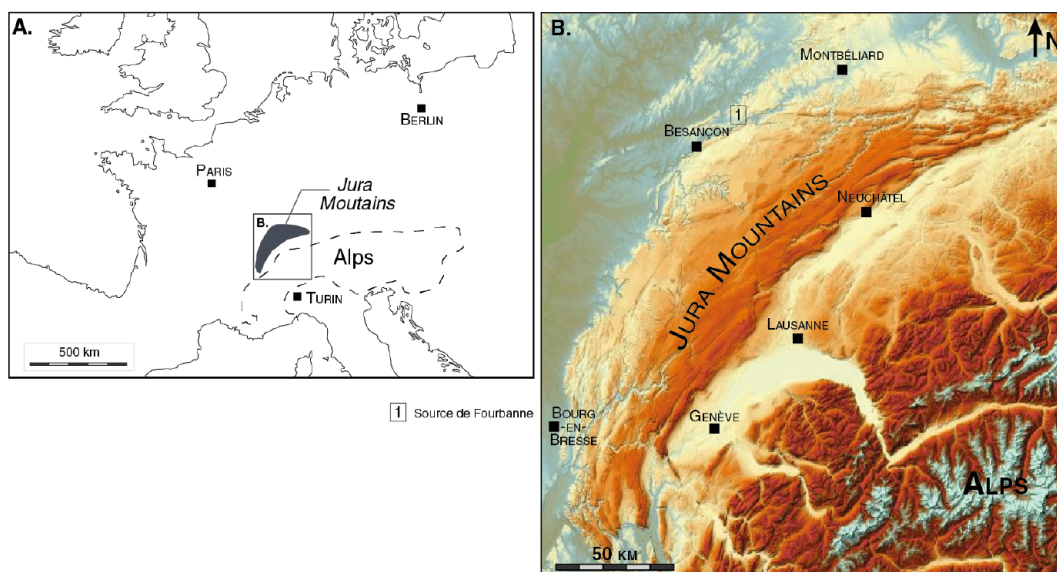 A.
BERLIN
PARIS
Jura
Moutains
B.
Alps
TURIN
500 km
1 Source de Fourbanne
B.
N
MONTBÉLIARD
1
BESANÇON
NEUCHÂTEL
JURA MOUNTAINS
LAUSANNE
GENÈVE
BOURG
-EN-
BRESSE
ALPS
50 KM